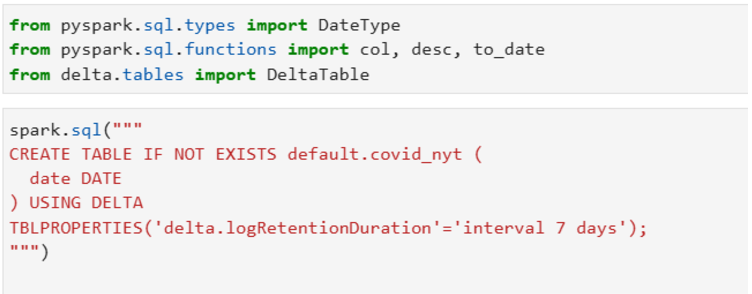 from pyspark.sql.types import DateType
from pyspark.sql.functions import col, desc, to_date
from delta.tables import DeltaTable
spark.sql("""
CREATE TABLE IF NOT EXISTS default.covid_nyt (
  date DATE
) USING DELTA
TBLPROPERTIES('delta.logRetentionDuration'='interval 7 days');
""")